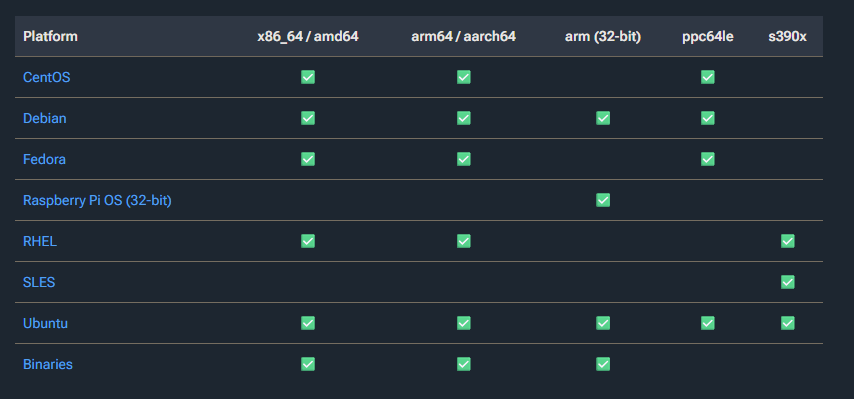 Platform x86_64 / amd64 arm64 / aarch64 arm (32-bit) ppc64le s390x
CentOS ✅ ✅ ✅
Debian ✅ ✅ ✅ ✅
Fedora ✅ ✅ ✅
Raspberry Pi OS (32-bit) ✅
RHEL ✅ ✅ ✅
SLES ✅
Ubuntu ✅ ✅ ✅ ✅ ✅
Binaries ✅ ✅ ✅